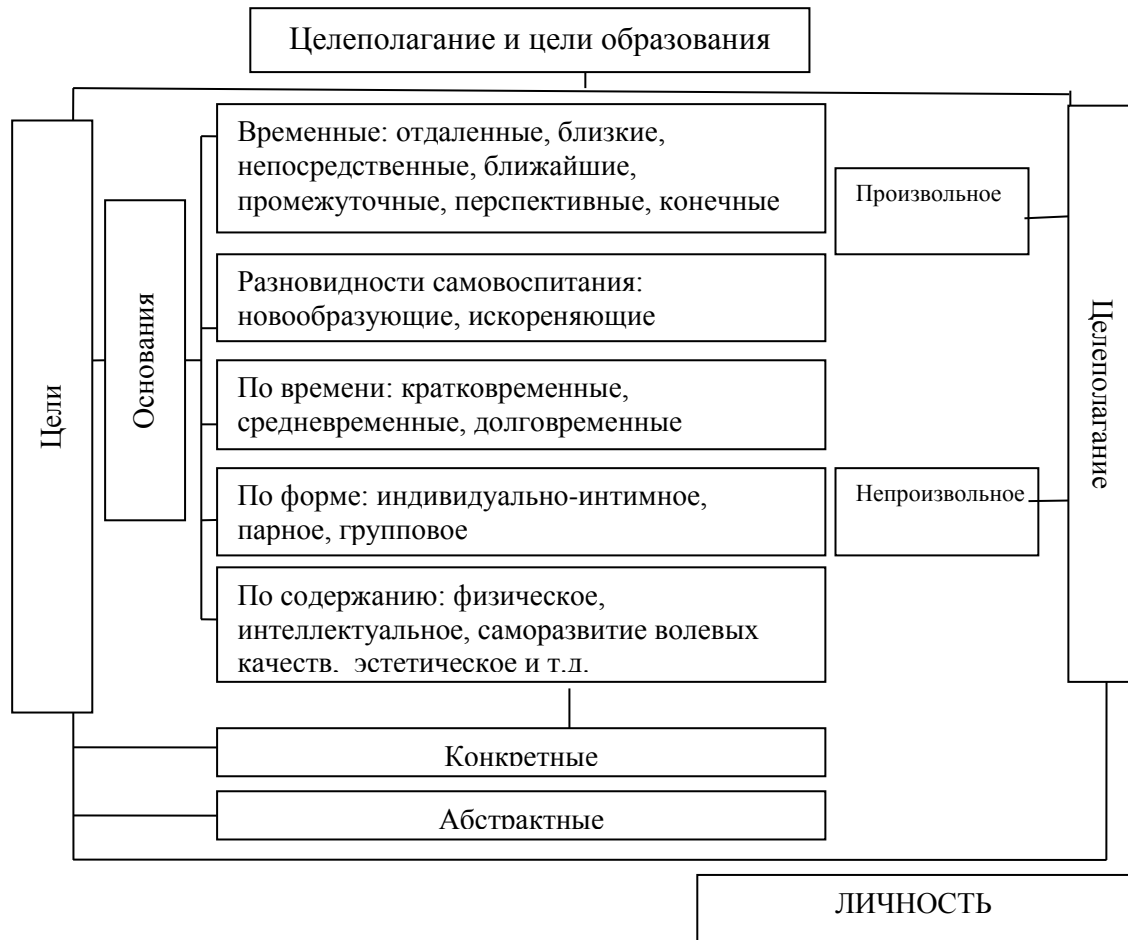 Целеполагание и цели образования
Цели
Основания
Временные: отдаленные, близкие,
непосредственные, ближайшие,
промежуточные, перспективные, конечные
Разновидности самовоспитания:
новообразующие, искореняющие
По времени: кратковременные,
средневременные, долговременные
По форме: индивидуально-интимное,
парное, групповое
По содержанию: физическое,
интеллектуальное, саморазвитие волевых
качеств, эстетическое и т.д.
Конкретные
Абстрактные
Произвольное
Непроизвольное
Целеполагание
ЛИЧНОСТЬ